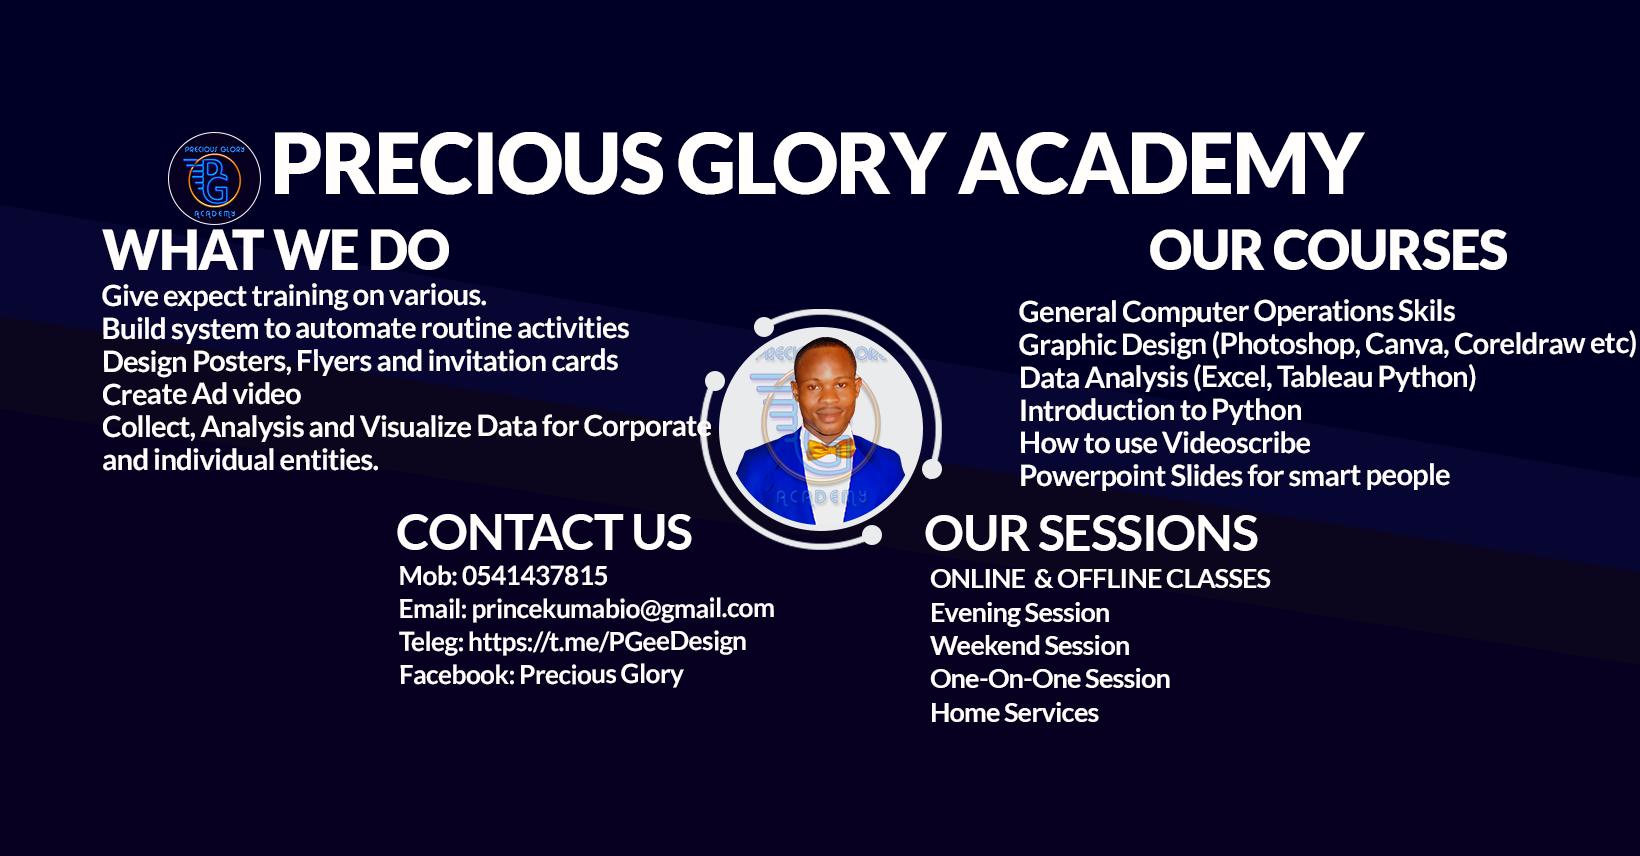 PRECIOUS GLORY
PG
ACADEMY
PRECIOUS GLORY ACADEMY
WHAT WE DO
Give expect training on various.
Build system to automate routine activities
Design Posters, Flyers and invitation cards
Create Ad video
Collect, Analysis and Visualize Data for Corporate
and individual entities.
OUR COURSES
General Computer Operations Skils
Graphic Design (Photoshop, Canva, Coreldraw etc)
Data Analysis (Excel, Tableau Python)
Introduction to Python
How to use Videoscribe
Powerpoint Slides for smart people
ACADEMY
CONTACT US
Mob: 0541437815
Email: princekumabio@gmail.com
Teleg: https://t.me/PGeeDesign
Facebook: Precious Glory
OUR SESSIONS
ONLINE & OFFLINE CLASSES
Evening Session
Weekend Session
One-On-One Session
Home Services